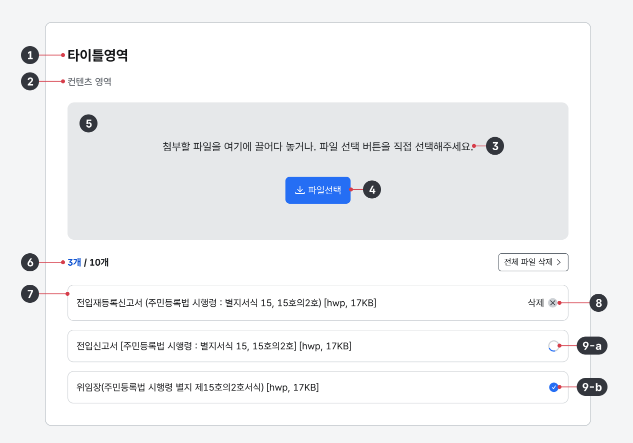 1 타이틀영역
2 컨텐츠 영역
5
첨부할 파일을 여기에 끌어다 놓거나. 파일 선택 버튼을 직접 선택해주세요. 3
파일선택 4
6 3개 / 10개 전체 파일 삭제
7
전입재등록신고서 (주민등록법 시행령 : 별지서식 15, 15호의2호) [hwp, 17KB] 삭제 8
전입신고서 [주민등록법 시행령 : 별지서식 15, 15호의2호] [hwp, 17KB] 9-a
위임장(주민등록법 시행령 별지 제15호의2호서식) [hwp, 17KB] 9-b